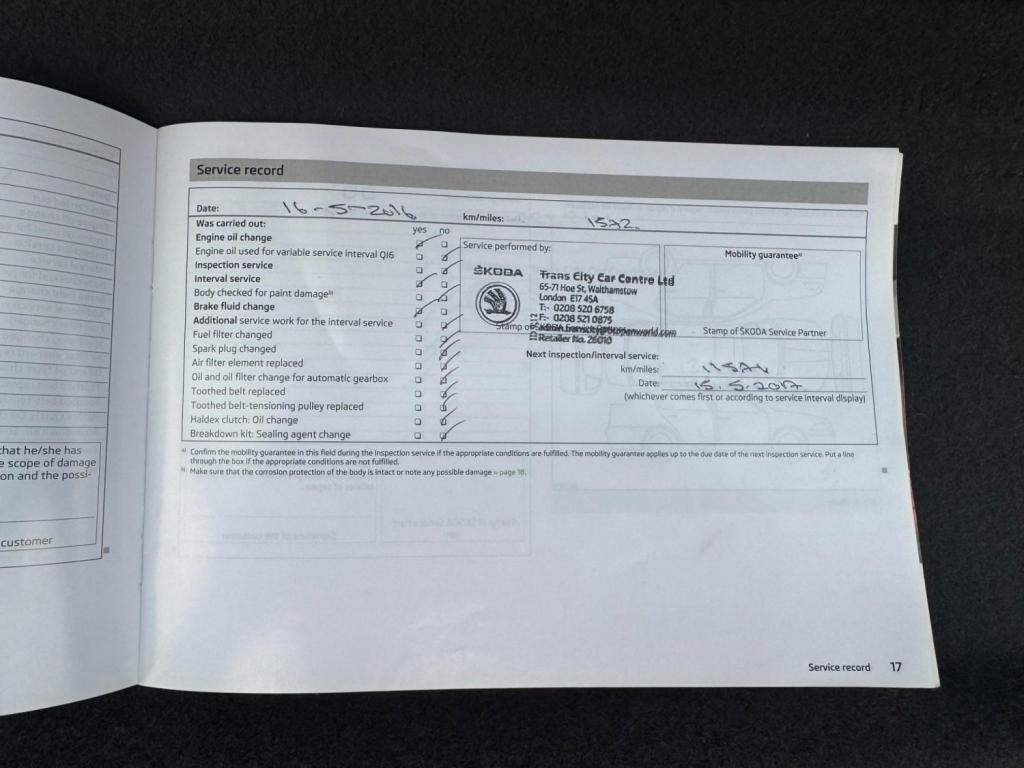 Service record
Date: 16-5-2016 km/miles: 1572.
Was carried out: yes no
Engine oil change
Engine oil used for variable service interval QI6
Inspection service
Interval service
Body checked for paint damage b)
Brake fluid change
Additional service work for the interval service
Fuel filter changed
Spark plug changed
Air filter element replaced
Oil and oil filter change for automatic gearbox
Toothed belt replaced
Toothed belt-tensioning pulley replaced
Haldex clutch: Oil change
Breakdown kit: Sealing agent change
Service performed by:
ŠKODA
Trans City Car Centre Ltd
65-71 Hoe St, Walthamstow
London E17 4SA
T:- 0208 520 6758
F:- 0208 521 0875
Retailer No. 26010
Stamp of ŠKODA Service
Mobility guarantee a)
Stamp of ŠKODA Service Partner
Next inspection/interval service:
km/miles: 11572
Date: 15.5.2017
(whichever comes first or according to service interval display)
a) Confirm the mobility guarantee in this field during the Inspection service if the appropriate conditions are fulfilled. The mobility guarantee applies up to the due date of the next inspection service. Put a line
through the box if the appropriate conditions are not fulfilled.
b) Make sure that the corrosion protection of the body is intact or note any possible damage » page 18.
that he/she has
e scope of damage
on and the possi-
customer
Service record 17